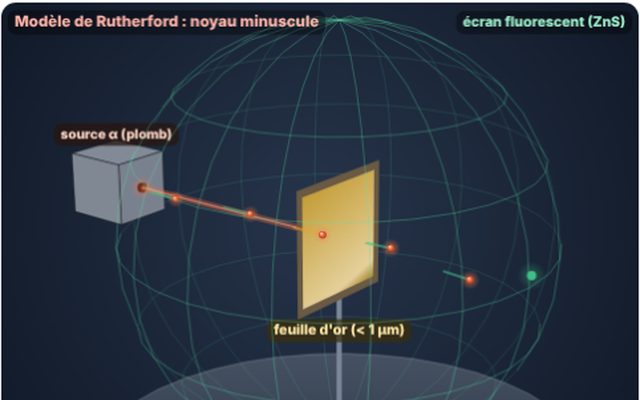 Modèle de Rutherford : noyau minuscule
écran fluorescent (ZnS)
source α (plomb)
feuille d'or (< 1 µm)